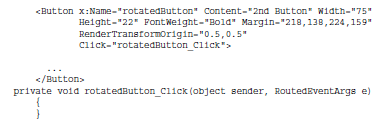 <Button x:Name="rotatedButton" Content="2nd Button" Width="75"
Height="22" FontWeight="Bold" Margin="218,138,224,159"
RenderTransformOrigin="0.5,0.5"
Click="rotatedButton_Click">
...
</Button>
private void rotatedButton_Click(object sender, RoutedEventArgs e)
{
}